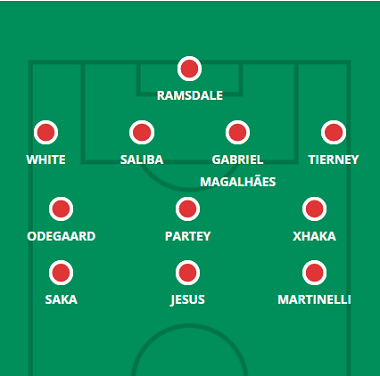 RAMSDALE
WHITE SALIBA GABRIEL TIERNEY
MAGALHÃES
ODEGAARD PARTEY XHAKA
SAKA JESUS MARTINELLI